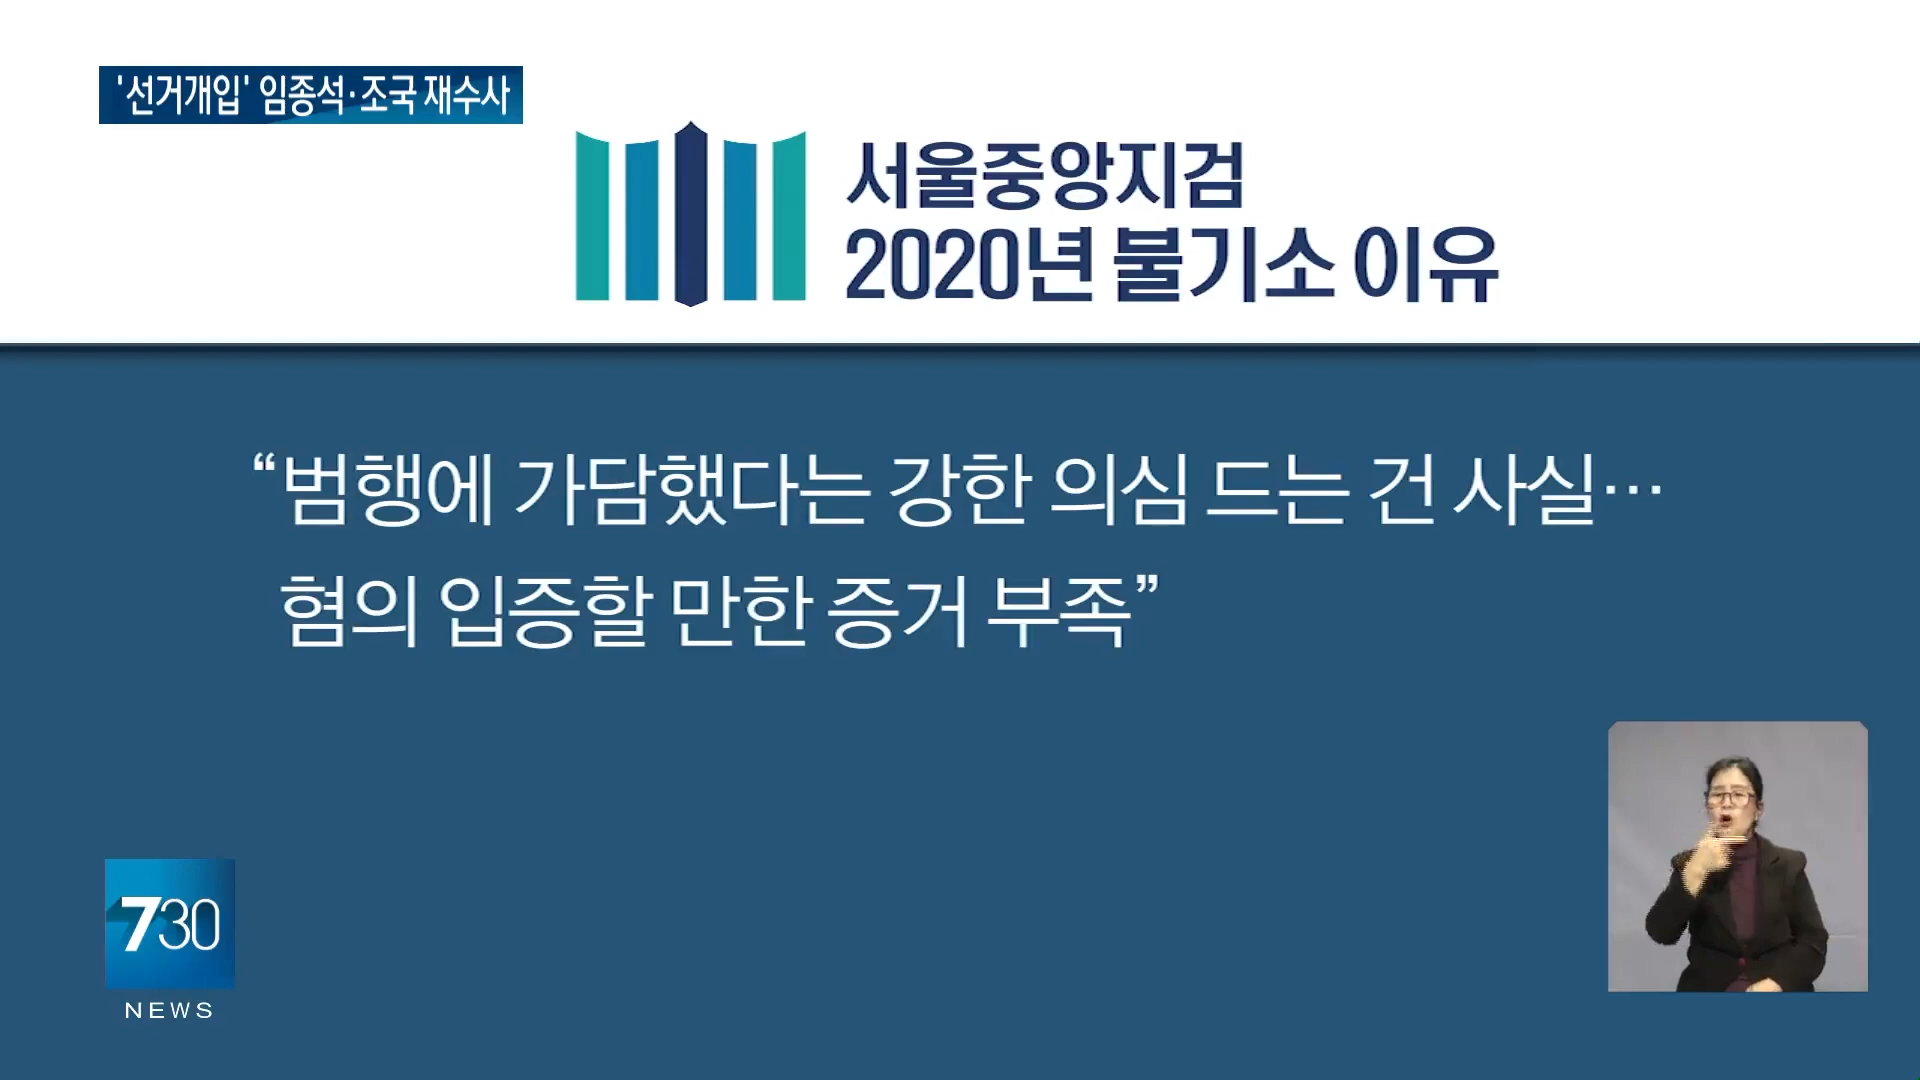 '선거개입' 임종석·조국 재수사
서울중앙지검
2020년 불기소 이유
“범행에 가담했다는 강한 의심 드는 건 사실…
혐의 입증할 만한 증거 부족”
730
NEWS